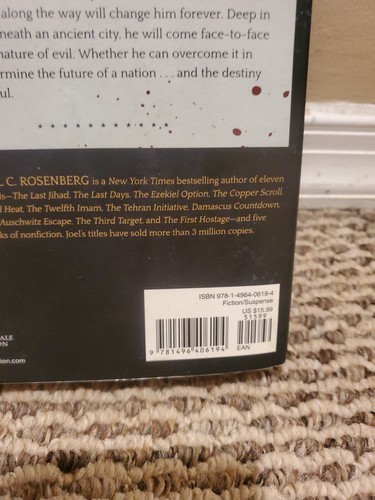 along the way will change him forever. Deep in
neath an ancient city, he will come face-to-face
nature of evil. Whether he can overcome it in
rmine the future of a nation . . . and the destiny
ul.
* * * * * * * * * * *
L C. ROSENBERG is a New York Times bestselling author of eleven
ls—The Last Jihad, The Last Days, The Ezekiel Option, The Copper Scroll,
d Heat, The Twelfth Imam, The Tehran Initiative, Damascus Countdown,
Auschwitz Escape, The Third Target, and The First Hostage—and five
ks of nonfiction. Joel's titles have sold more than 3 million copies.
ISBN 978-1-4964-0619-4
Fiction/Suspense
US $15.99
51599
9 781496 406194
EAN
ALE
ON
ion.com